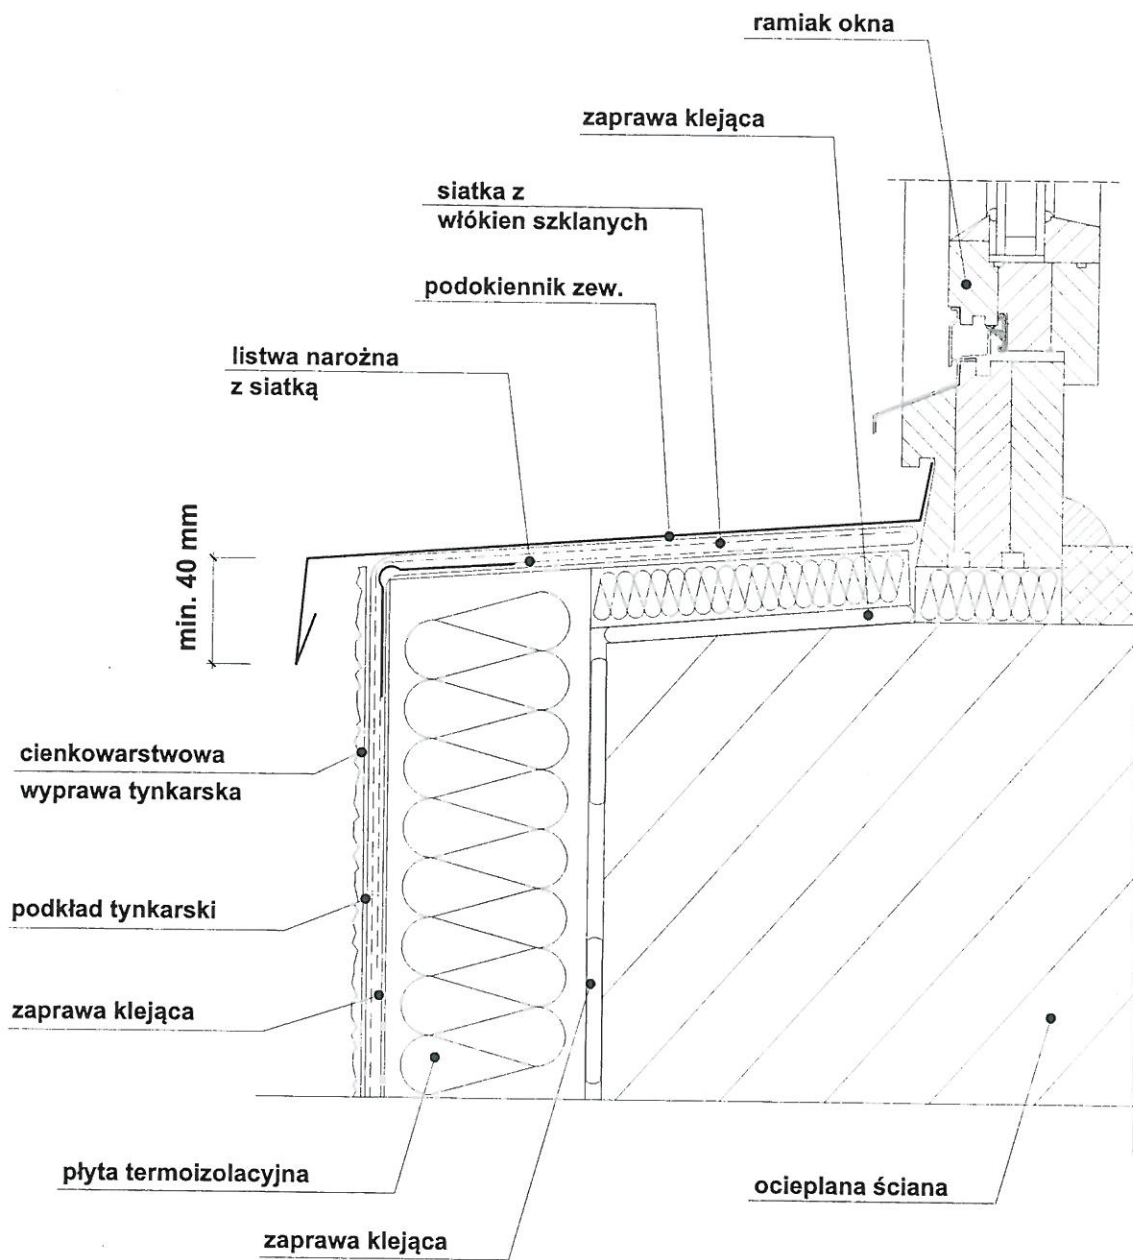 ramiak okna
zaprawa klejąca
siatka z
włókien szklanych
podokiennik zew.
listwa narożna
z siatką
min. 40 mm
cienkowarstwowa
wyprawa tynkarska
podkład tynkarski
zaprawa klejąca
płyta termoizolacyjna
ocieplana ściana
zaprawa klejąca